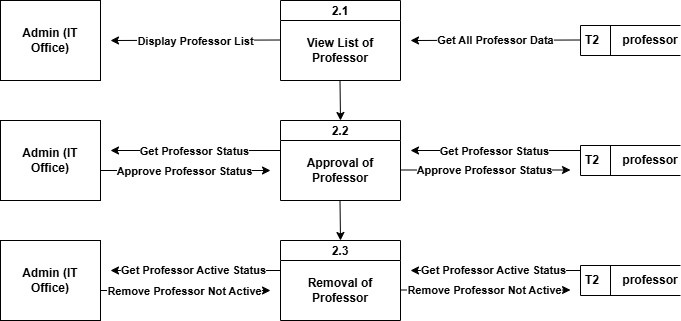 2.1
Admin (IT
Office)
Display Professor List
View List of
Professor
Get All Professor Data
T2
professor
2.2
Admin (IT
Office)
Get Professor Status
Approve Professor Status
Approval of
Professor
Get Professor Status
Approve Professor Status
T2
professor
2.3
Admin (IT
Office)
Get Professor Active Status
Remove Professor Not Active
Removal of
Professor
Get Professor Active Status
Remove Professor Not Active
T2
professor